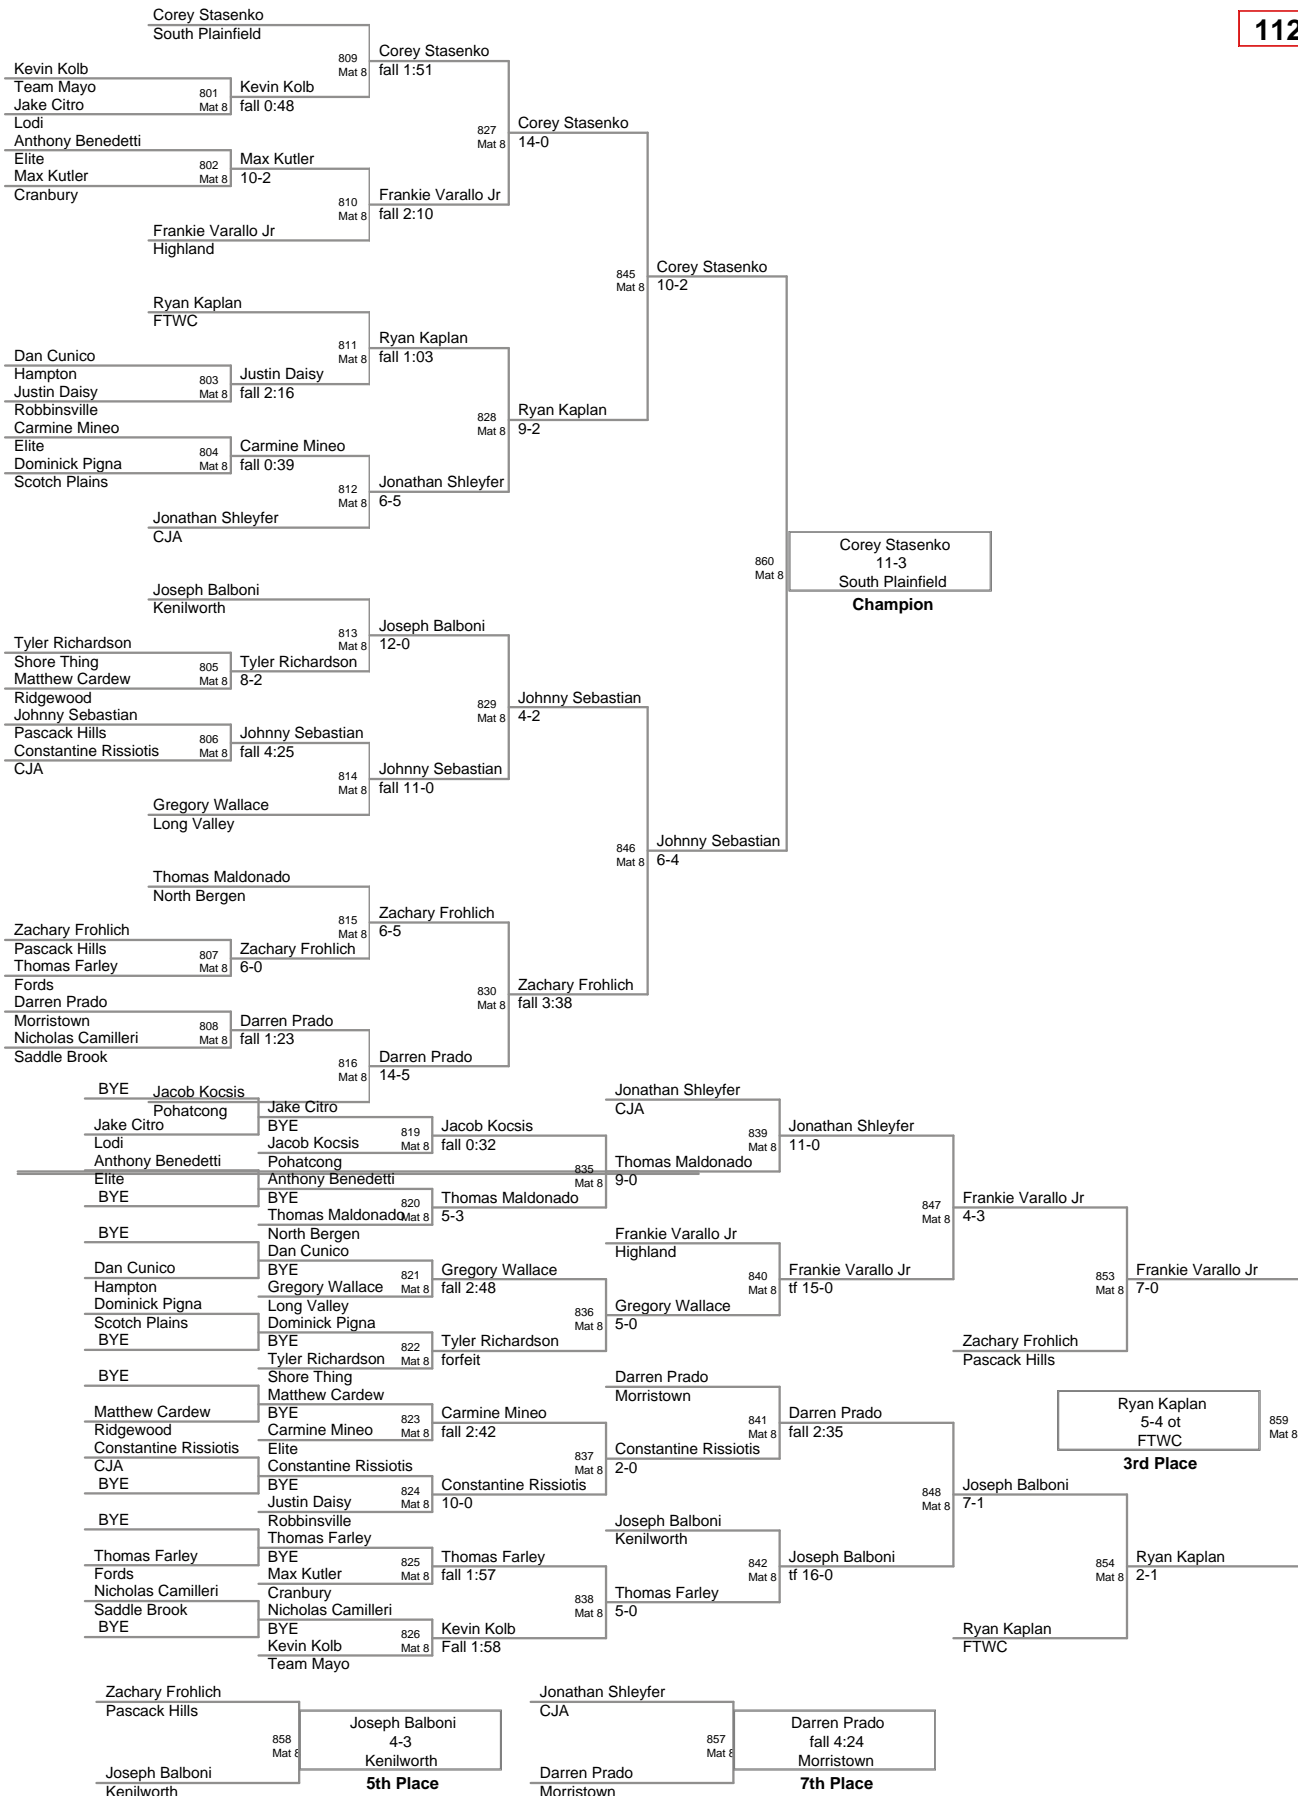 Corey Stasenko
South Plainfield
112
809
Mat 8
Corey Stasenko
fall 1:51
Kevin Kolb
Team Mayo
801
Mat 8
Kevin Kolb
fall 0:48
Jake Citro
Lodi
827
Mat 8
Corey Stasenko
14-0
Anthony Benedetti
Elite
802
Mat 8
Max Kutler
10-2
Max Kutler
Cranbury
810
Mat 8
Frankie Varallo Jr
fall 2:10
Frankie Varallo Jr
Highland
845
Mat 8
Corey Stasenko
10-2
Ryan Kaplan
FTWC
811
Mat 8
Ryan Kaplan
fall 1:03
Dan Cunico
Hampton
803
Mat 8
Justin Daisy
fall 2:16
Justin Daisy
Robbinsville
828
Mat 8
Ryan Kaplan
9-2
Carmine Mineo
Elite
804
Mat 8
Carmine Mineo
fall 0:39
Dominick Pigna
Scotch Plains
812
Mat 8
Jonathan Shleyfer
6-5
Jonathan Shleyfer
CJA
860
Mat 8
Corey Stasenko
11-3
South Plainfield
Champion
Joseph Balboni
Kenilworth
813
Mat 8
Joseph Balboni
12-0
Tyler Richardson
Shore Thing
805
Mat 8
Tyler Richardson
8-2
Matthew Cardew
Ridgewood
829
Mat 8
Johnny Sebastian
4-2
Johnny Sebastian
Pascack Hills
806
Mat 8
Johnny Sebastian
fall 4:25
Constantine Rissiotis
CJA
814
Mat 8
Johnny Sebastian
fall 11-0
Gregory Wallace
Long Valley
846
Mat 8
Johnny Sebastian
6-4
Thomas Maldonado
North Bergen
815
Mat 8
Zachary Frohlich
6-5
Zachary Frohlich
Pascack Hills
807
Mat 8
Zachary Frohlich
6-0
Thomas Farley
Fords
830
Mat 8
Zachary Frohlich
fall 3:38
Darren Prado
Morristown
808
Mat 8
Darren Prado
fall 1:23
Nicholas Camilleri
Saddle Brook
816
Mat 8
Darren Prado
14-5
Jacob Kocsis
Pohatcong
BYE
Jake Citro
Lodi
Jake Citro
BYE
819
Mat 8
Jacob Kocsis
fall 0:32
Jacob Kocsis
Pohatcong
Anthony Benedetti
Elite
BYE
Anthony Benedetti
BYE
820
Mat 8
Thomas Maldonado
5-3
Thomas Maldonado
North Bergen
835
Mat 8
Thomas Maldonado
9-0
Jonathan Shleyfer
CJA
839
Mat 8
Jonathan Shleyfer
11-0
BYE
Dan Cunico
Hampton
Dan Cunico
BYE
821
Mat 8
Gregory Wallace
fall 2:48
Gregory Wallace
Long Valley
Dominick Pigna
Scotch Plains
BYE
Dominick Pigna
BYE
822
Mat 8
Tyler Richardson
forfeit
Tyler Richardson
Shore Thing
836
Mat 8
Gregory Wallace
5-0
Frankie Varallo Jr
Highland
840
Mat 8
Frankie Varallo Jr
tf 15-0
847
Mat 8
Frankie Varallo Jr
4-3
853
Mat 8
Frankie Varallo Jr
7-0
Zachary Frohlich
Pascack Hills
BYE
Matthew Cardew
Ridgewood
Matthew Cardew
BYE
823
Mat 8
Carmine Mineo
fall 2:42
Carmine Mineo
Elite
Constantine Rissiotis
CJA
BYE
Constantine Rissiotis
BYE
824
Mat 8
Constantine Rissiotis
10-0
Justin Daisy
Robbinsville
837
Mat 8
Constantine Rissiotis
2-0
Darren Prado
Morristown
841
Mat 8
Darren Prado
fall 2:35
Ryan Kaplan
5-4 ot
FTWC
3rd Place
859
Mat 8
BYE
Thomas Farley
Fords
Thomas Farley
BYE
825
Mat 8
Thomas Farley
fall 1:57
Max Kutler
Cranbury
Nicholas Camilleri
Saddle Brook
BYE
Nicholas Camilleri
BYE
826
Mat 8
Kevin Kolb
Fall 1:58
Kevin Kolb
Team Mayo
838
Mat 8
Thomas Farley
5-0
Joseph Balboni
Kenilworth
842
Mat 8
Joseph Balboni
tf 16-0
848
Mat 8
Joseph Balboni
7-1
854
Mat 8
Ryan Kaplan
2-1
Ryan Kaplan
FTWC
Zachary Frohlich
Pascack Hills
858
Mat 8
Joseph Balboni
4-3
Kenilworth
5th Place
Joseph Balboni
Kenilworth
Jonathan Shleyfer
CJA
857
Mat 8
Darren Prado
fall 4:24
Morristown
7th Place
Darren Prado
Morristown